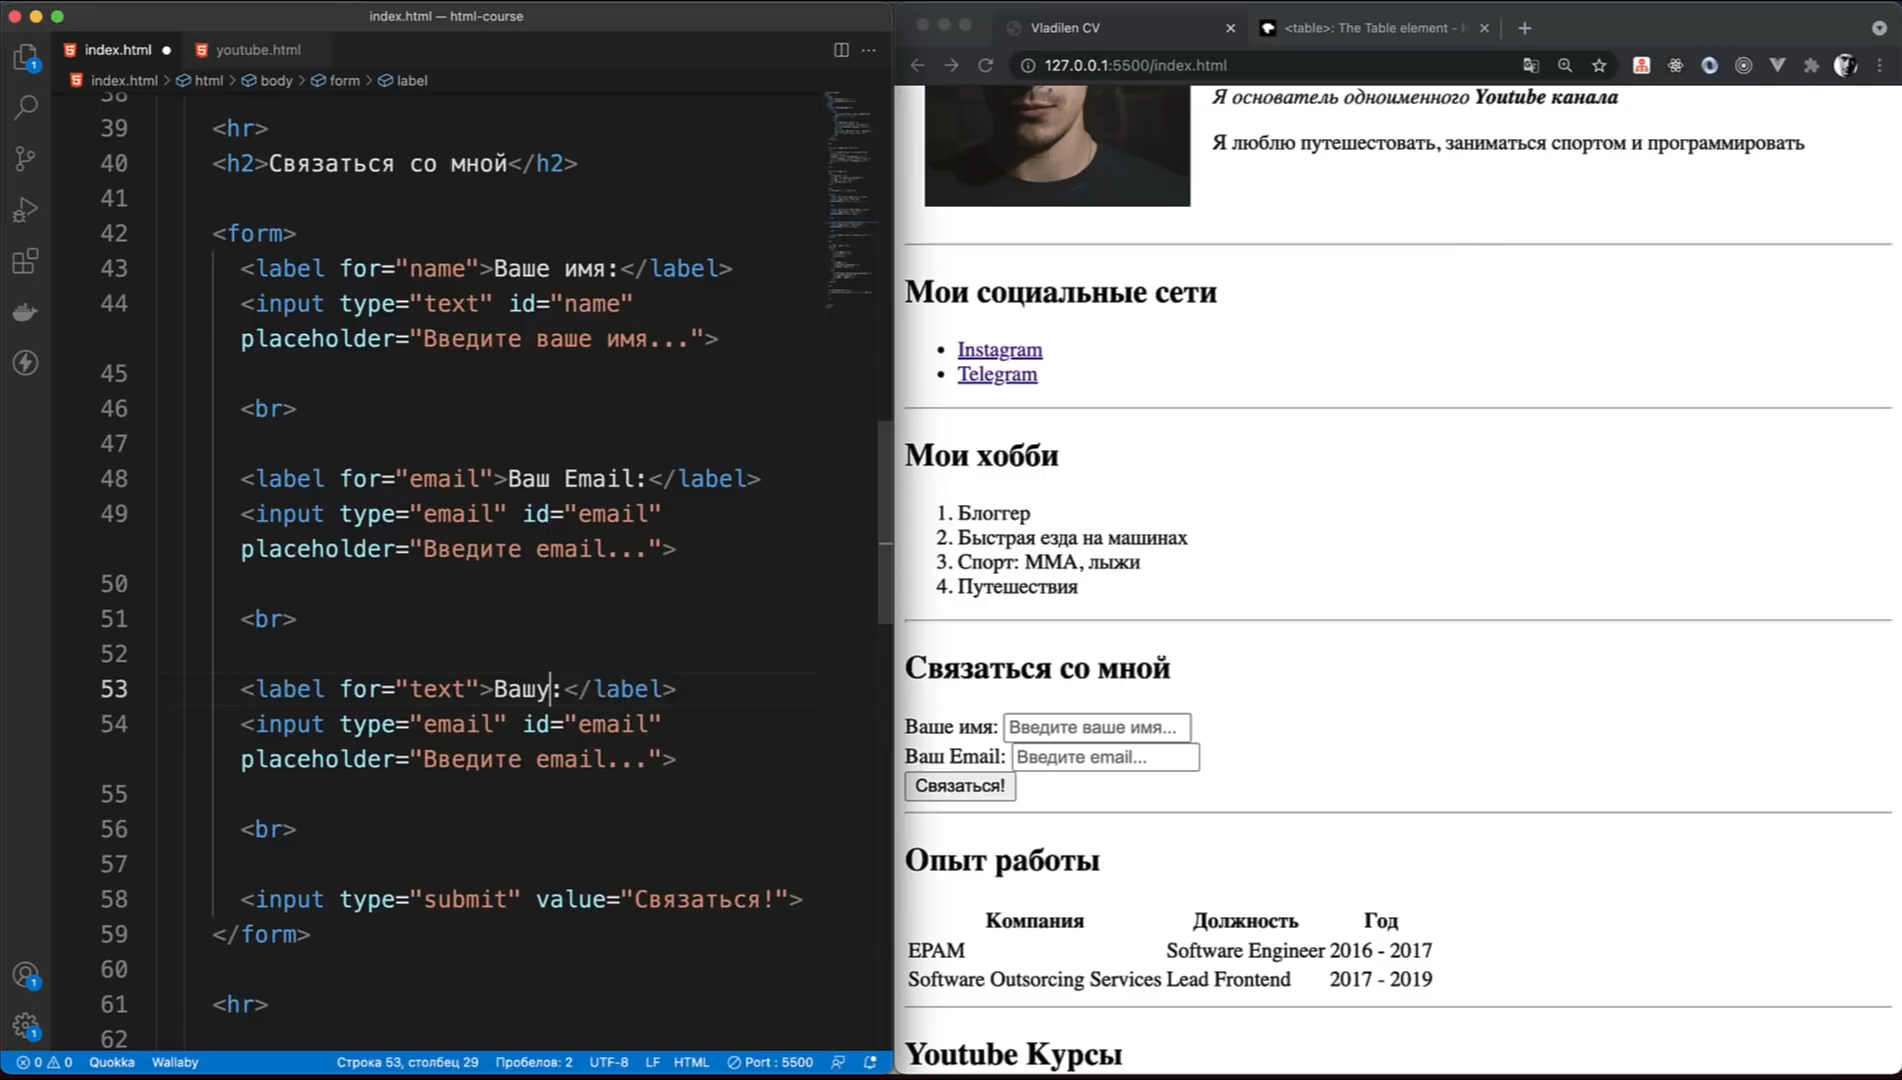 index.html — html-course
index.html
youtube.html
index.html > html > body > form > label
38
39 <hr>
40 <h2>Связаться со мной</h2>
41
42 <form>
43 <label for="name">Ваше имя:</label>
44 <input type="text" id="name"
placeholder="Введите ваше имя...">
45
46 <br>
47
48 <label for="email">Ваш Email:</label>
49 <input type="email" id="email"
placeholder="Введите email...">
50
51 <br>
52
53 <label for="text">Вашу:</label>
54 <input type="email" id="email"
placeholder="Введите email...">
55
56 <br>
57
58 <input type="submit" value="Связаться!">
59 </form>
60
61 <hr>
62
1
1
1
0 0 Quokka Wallaby Строка 53, столбец 29 Пробелов: 2 UTF-8 LF HTML Port : 5500
Vladilen CV
<table>: The Table element -
127.0.0.1:5500/index.html
Я основатель одноименного Youtube канала
Я люблю путешестовать, заниматься спортом и программировать
Мои социальные сети
• Instagram
• Telegram
Мои хобби
1. Блоггер
2. Быстрая езда на машинах
3. Спорт: ММА, лыжи
4. Путешествия
Связаться со мной
Ваше имя: Введите ваше имя...
Ваш Email: Введите email...
Связаться!
Опыт работы
Компания Должность Год
EPAM Software Engineer 2016 - 2017
Software Outsorcing Services Lead Frontend 2017 - 2019
Youtube Курсы